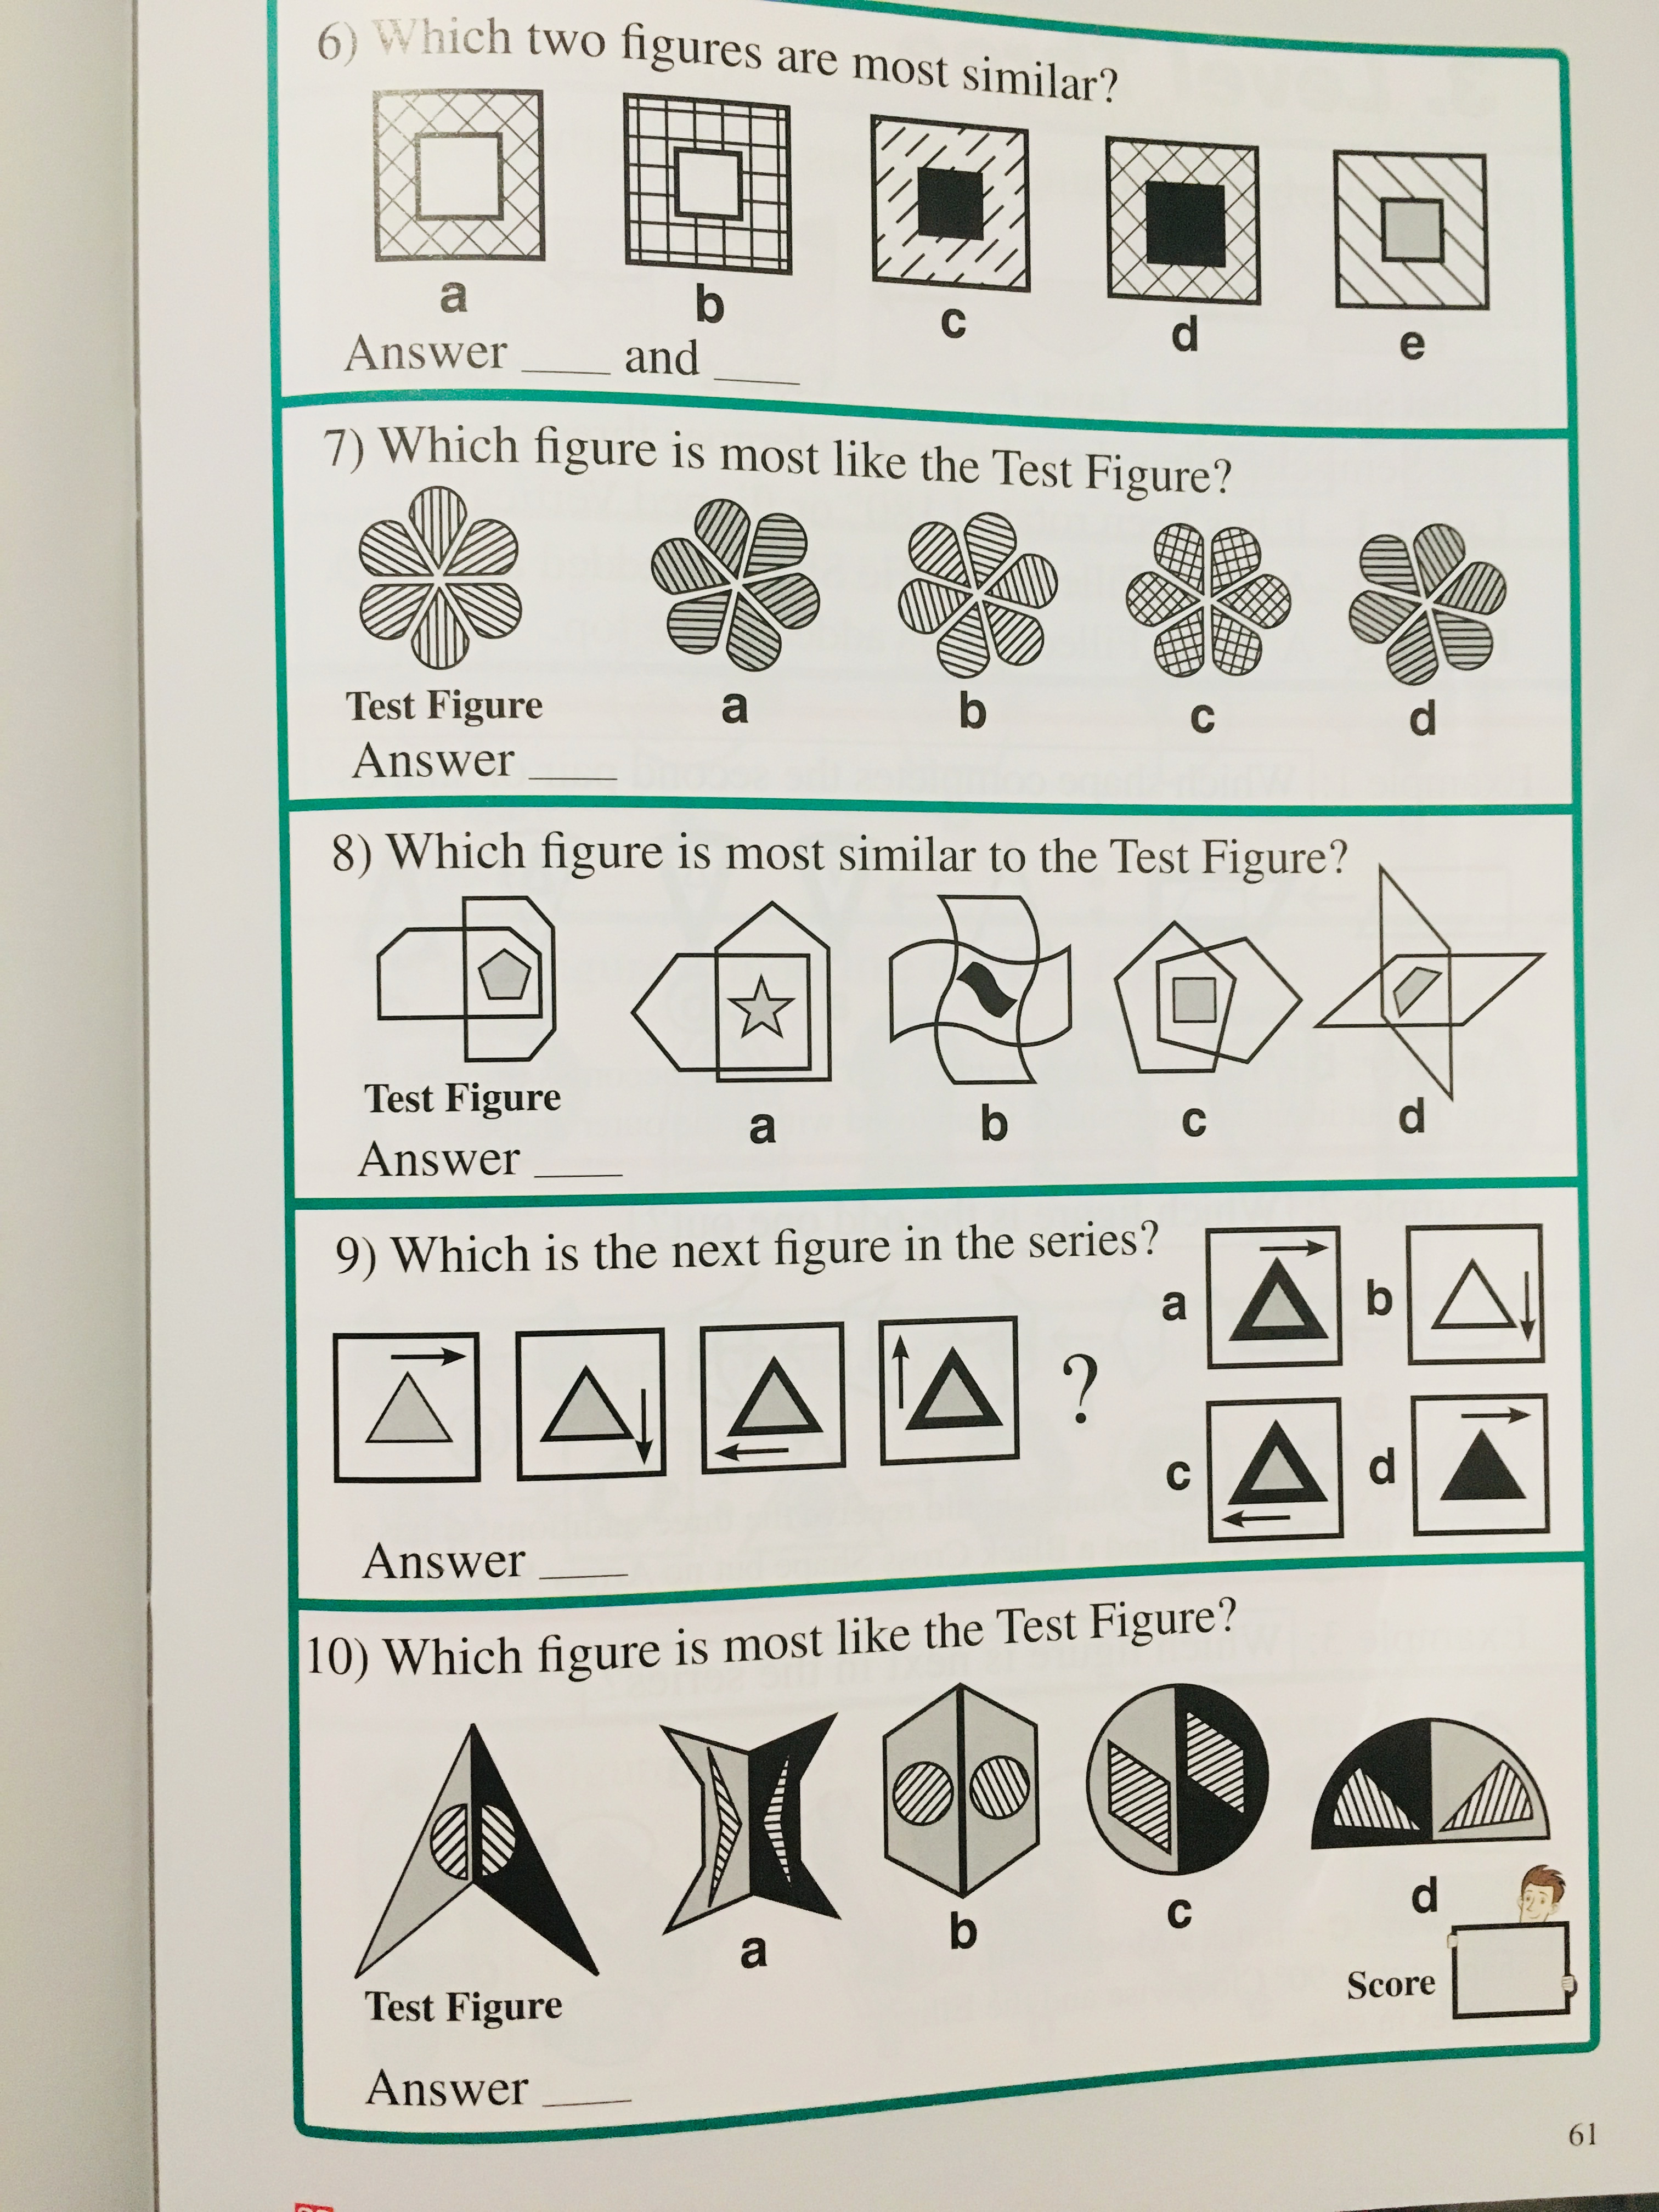 6) Which two figures are most similar?
a b c d e
Answer ____ and ____
7) Which figure is most like the Test Figure?
Test Figure a b c d
Answer ____
8) Which figure is most similar to the Test Figure?
Test Figure a b c d
Answer ____
9) Which is the next figure in the series?
a b
?
c d
Answer ____
10) Which figure is most like the Test Figure?
a b c d
Test Figure
Score
Answer ____
61